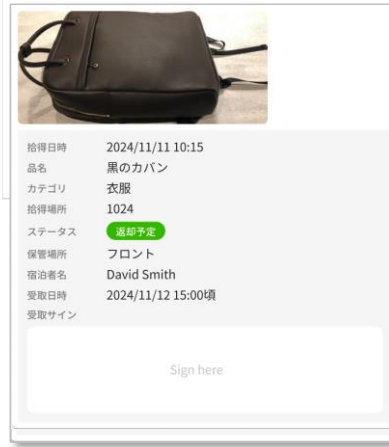 拾得日時 2024/11/11 10:15
品名 黒のカバン
カテゴリ 衣服
拾得場所 1024
ステータス 返却予定
保管場所 フロント
宿泊者名 David Smith
受取日時 2024/11/12 15:00頃
受取サイン
Sign here